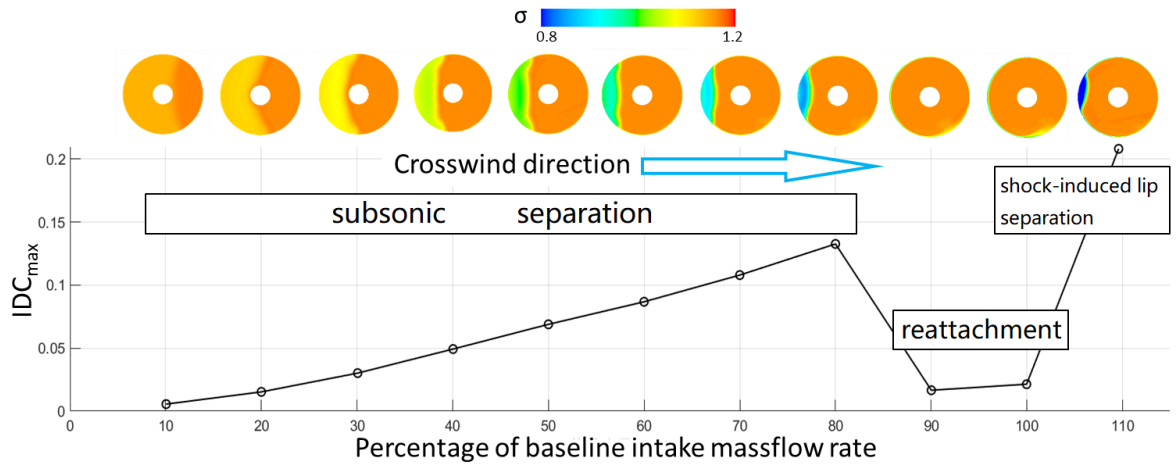 σ
0.8 1.2
Crosswind direction
subsonic separation
shock-induced lip
separation
reattachment
IDCmax
0.2
0.15
0.1
0.05
0
0 10 20 30 40 50 60 70 80 90 100 110
Percentage of baseline intake massflow rate